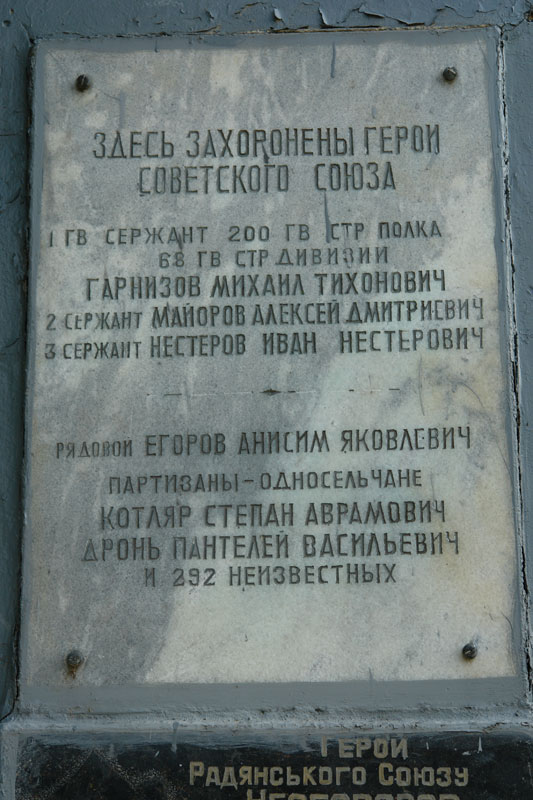 ЗДЕСЬ ЗАХОРОНЕНЫ ГЕРОИ
СОВЕТСКОГО СОЮЗА
1 ГВ СЕРЖАНТ 200 ГВ СТР ПОЛКА
68 ГВ СТР ДИВИЗИИ
ГАРНИЗОВ МИХАИЛ ТИХОНОВИЧ
2 СЕРЖАНТ МАЙОРОВ АЛЕКСЕЙ ДМИТРИЕВИЧ
3 СЕРЖАНТ НЕСТЕРОВ ИВАН НЕСТЕРОВИЧ
РЯДОВОЙ ЕГОРОВ АНИСИМ ЯКОВЛЕВИЧ
ПАРТИЗАНЫ-ОДНОСЕЛЬЧАНЕ
КОТЛЯР СТЕПАН АВРАМОВИЧ
ДРОНЬ ПАНТЕЛЕЙ ВАСИЛЬЕВИЧ
И 292 НЕИЗВЕСТНЫХ
ГЕРОЙ
РАДЯНСЬКОГО СОЮЗУ